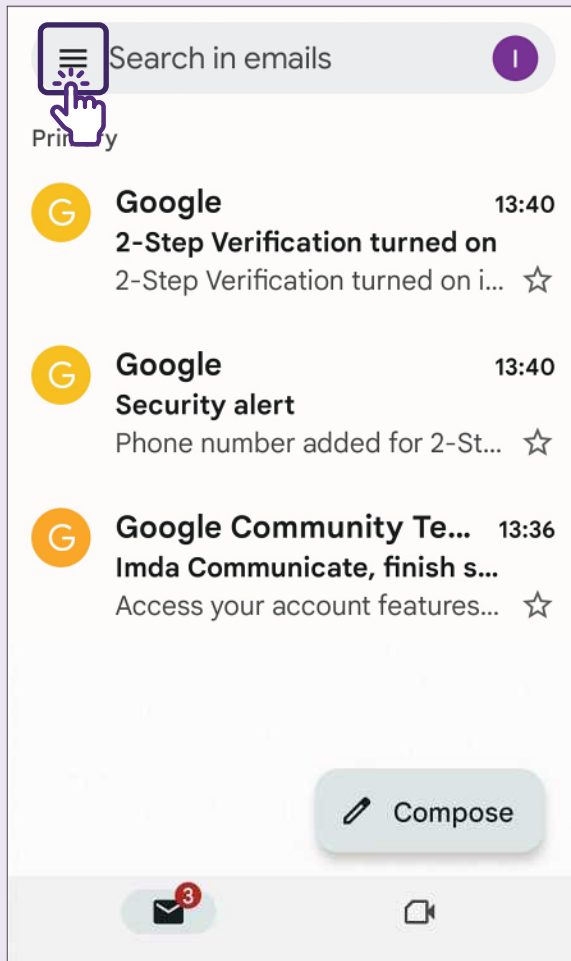 Search in emails
I
Primary
G
Google 13:40
2-Step Verification turned on
2-Step Verification turned on i...
G
Google 13:40
Security alert
Phone number added for 2-St...
G
Google Community Te... 13:36
Imda Communicate, finish s...
Access your account features...
Compose
3